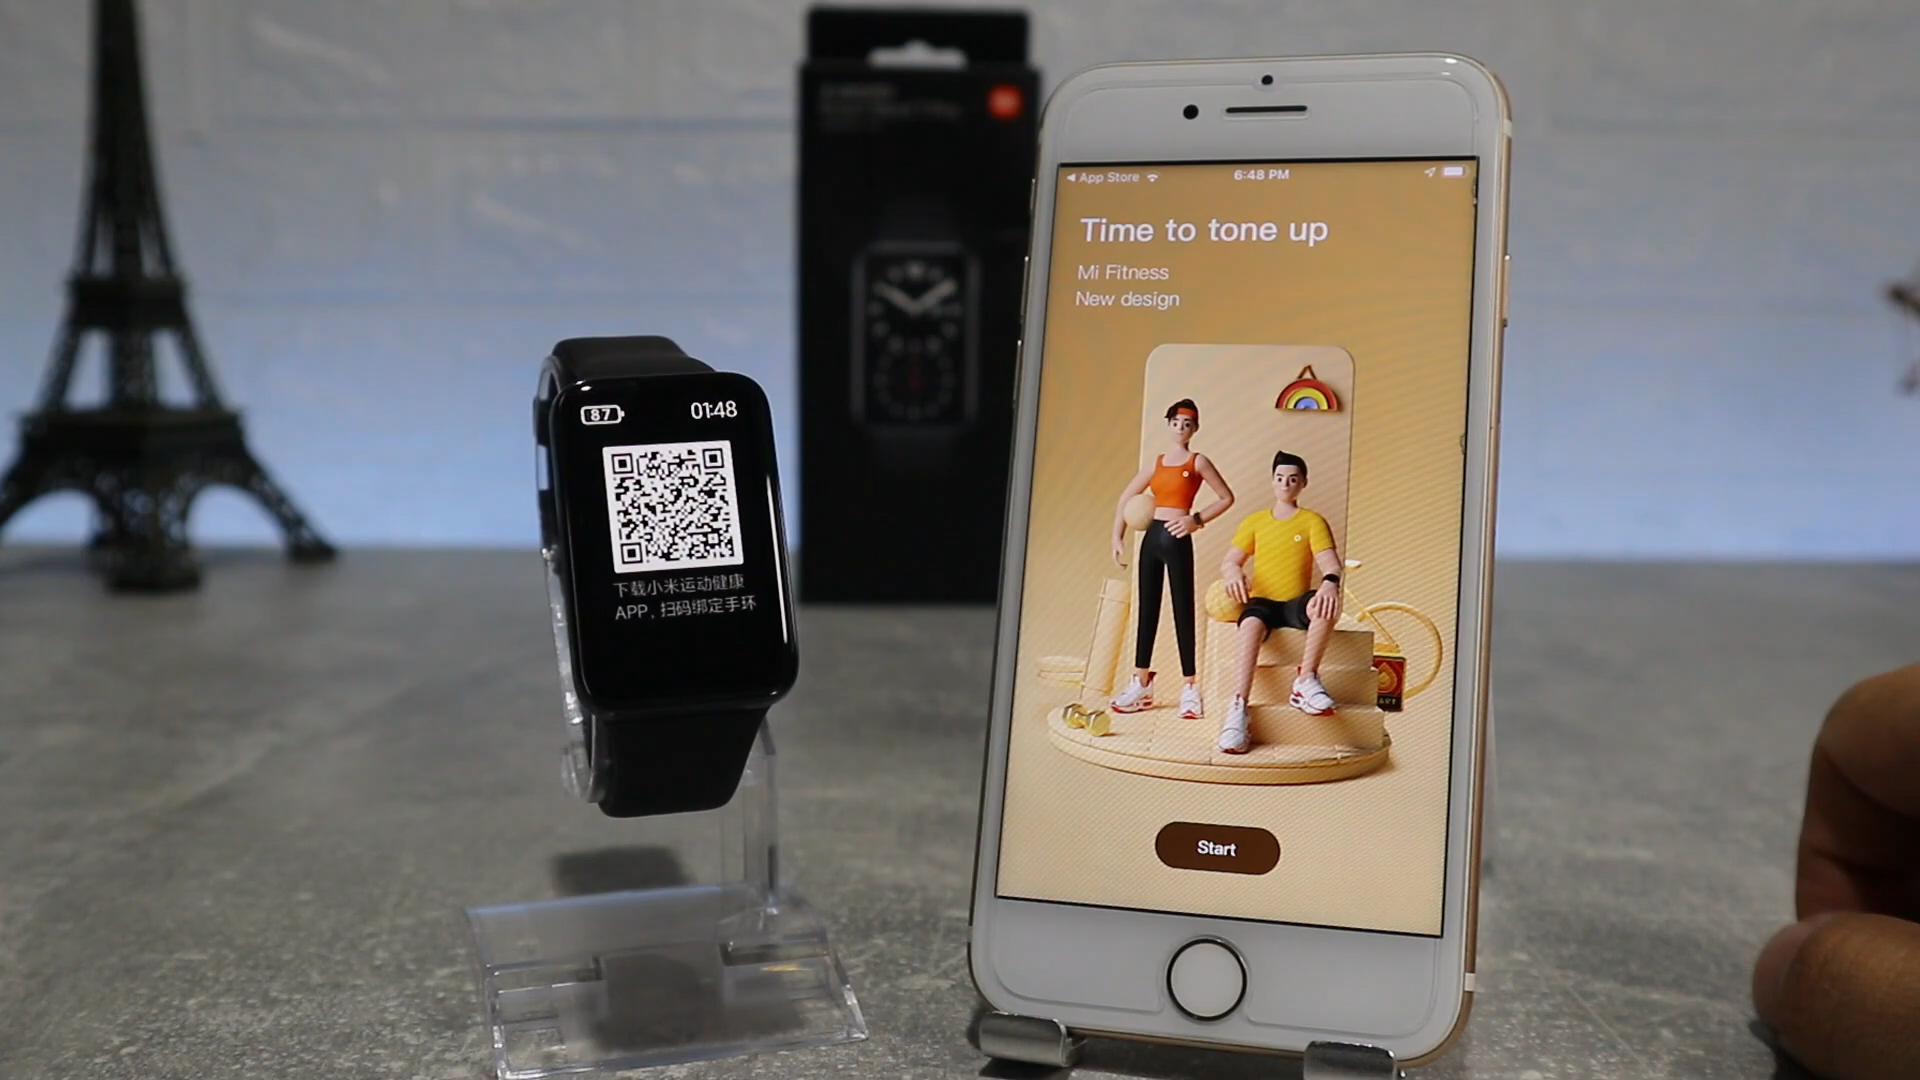 87
01:48
下载小米运动健康
APP，扫码绑定手环
App Store
6:48 PM
Time to tone up
Mi Fitness
New design
Start